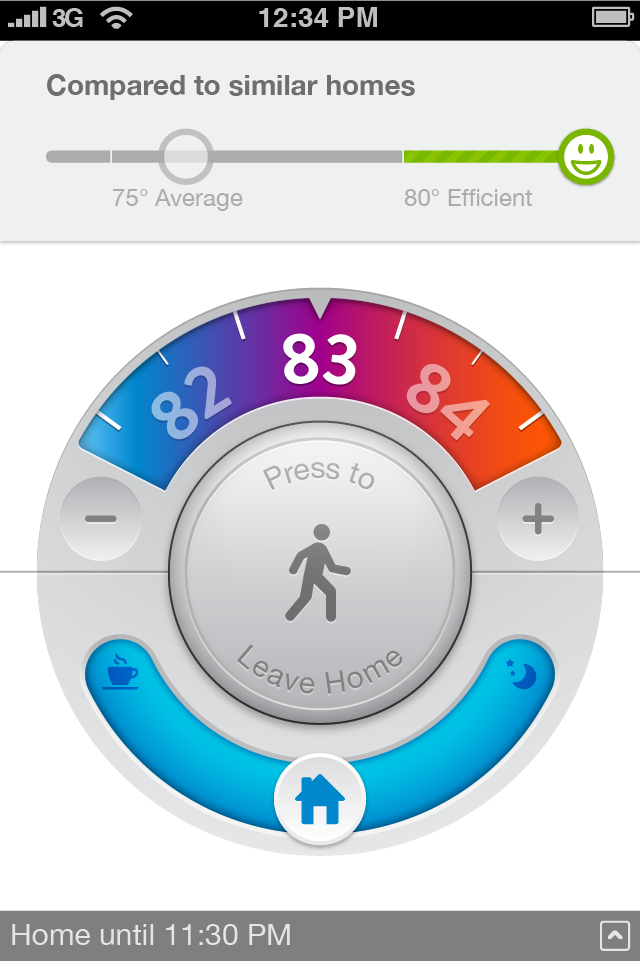 3G 12:34 PM
Compared to similar homes
75° Average 80° Efficient
82 83 84
Press to
Leave Home
Home until 11:30 PM